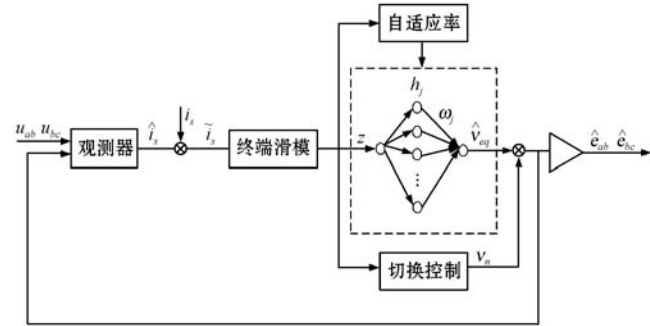 自适应率
h_j
ω_j
u_ab u_bc
观测器
î_s
i_s
ĩ_s
终端滑模
z
v̂_eq
ê_ab ê_bc
⋮
切换控制
v_n